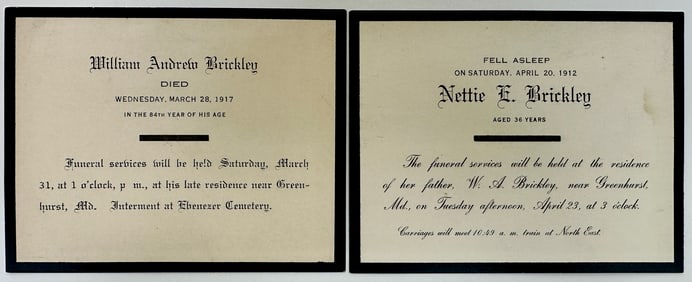 William Andrew Brickley
DIED
WEDNESDAY, MARCH 28, 1917
IN THE 84TH YEAR OF HIS AGE
Funeral services will be held Saturday, March
31, at 1 o'clock, p m., at his late residence near Green-
hurst, Md. Interment at Ebenezer Cemetery.
FELL ASLEEP
ON SATURDAY, APRIL 20, 1912
Nettie E. Brickley
AGED 36 YEARS
The funeral services will be held at the residence
of her father, W. A. Brickley, near Greenhurst,
Md., on Tuesday afternoon, April 23, at 3 o'clock.
Carriages will meet 10:49 a. m. train at North East.